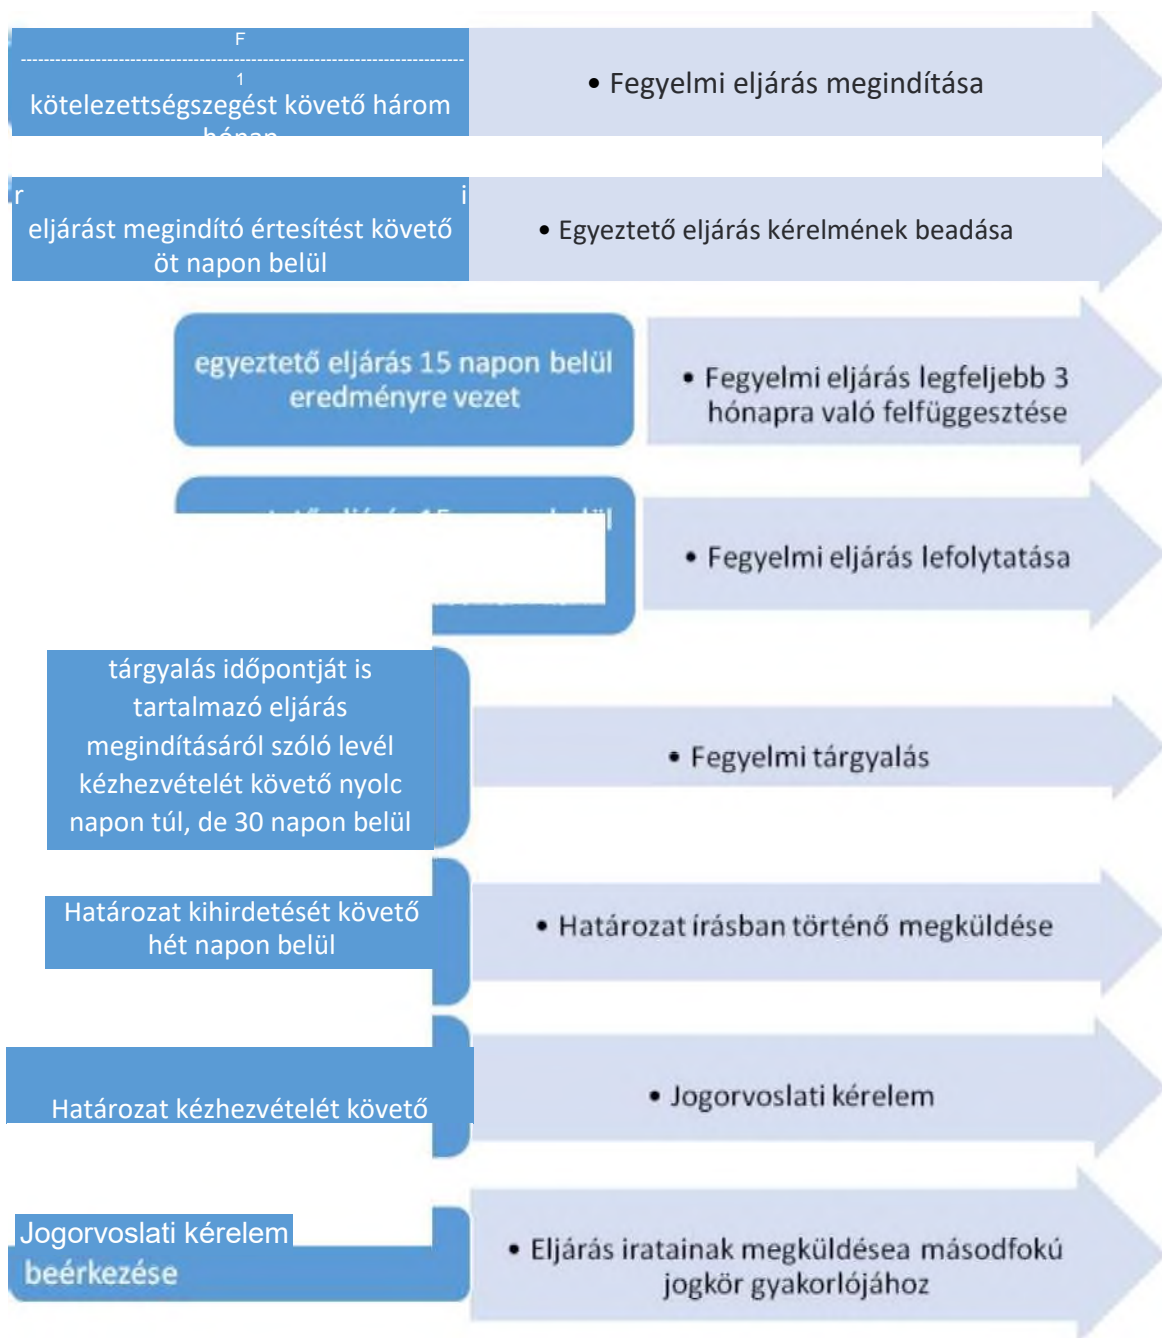 F
1
kötelezettségszegést követő három
• Fegyelmi eljárás megindítása
r i
eljárást megindító értesítést követő
öt napon belül
• Egyeztető eljárás kérelmének beadása
egyeztető eljárás 15 napon belül
eredményre vezet
• Fegyelmi eljárás legfeljebb 3
hónapra való felfüggesztése
• Fegyelmi eljárás lefolytatása
tárgyalás időpontját is
tartalmazó eljárás
megindításáról szóló levél
kézhezvételét követő nyolc
napon túl, de 30 napon belül
• Fegyelmi tárgyalás
Határozat kihirdetését követő
hét napon belül
• Határozat írásban történő megküldése
Határozat kézhezvételét követő
• Jogorvoslati kérelem
Jogorvoslati kérelem
beérkezése
• Eljárás iratainak megküldésea másodfokú
jogkör gyakorlójához